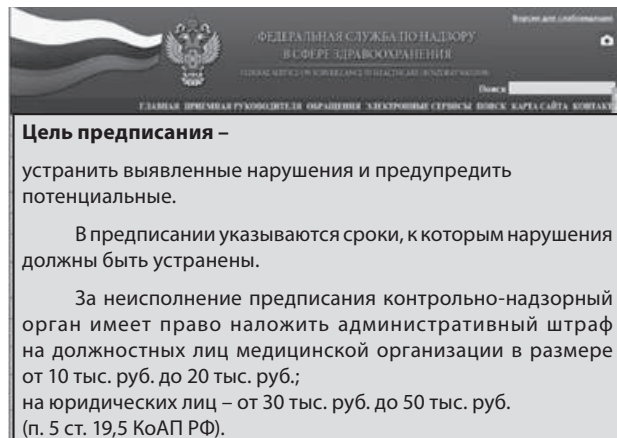 Версия для слабовидящих
ФЕДЕРАЛЬНАЯ СЛУЖБА ПО НАДЗОРУ
В СФЕРЕ ЗДРАВООХРАНЕНИЯ
Поиск
ГЛАВНАЯ ПРИЕМНАЯ РУКОВОДИТЕЛЯ ОБРАЩЕНИЯ ЭЛЕКТРОННЫЕ СЕРВИСЫ ПОИСК КАРТА САЙТА КОНТАКТ
Цель предписания –
устранить выявленные нарушения и предупредить
потенциальные.
В предписании указываются сроки, к которым нарушения
должны быть устранены.
За неисполнение предписания контрольно-надзорный
орган имеет право наложить административный штраф
на должностных лиц медицинской организации в размере
от 10 тыс. руб. до 20 тыс. руб.;
на юридических лиц – от 30 тыс. руб. до 50 тыс. руб.
(п. 5 ст. 19,5 КоАП РФ).